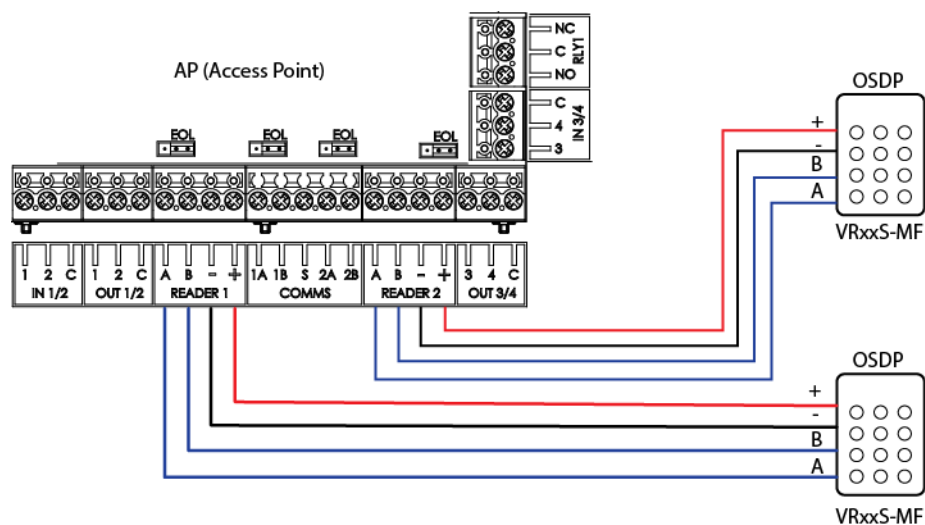 NC
C
NO
RLY1
AP (Access Point)
C
4
3
IN 3/4
EOL
EOL
EOL
EOL
OSDP
+
-
B
A
VRxxS-MF
1 2 C
IN 1/2
1 2 C
OUT 1/2
A B - +
READER 1
1A 1B S 2A 2B
COMMS
A B - +
READER 2
3 4 C
OUT 3/4
OSDP
+
-
B
A
VRxxS-MF